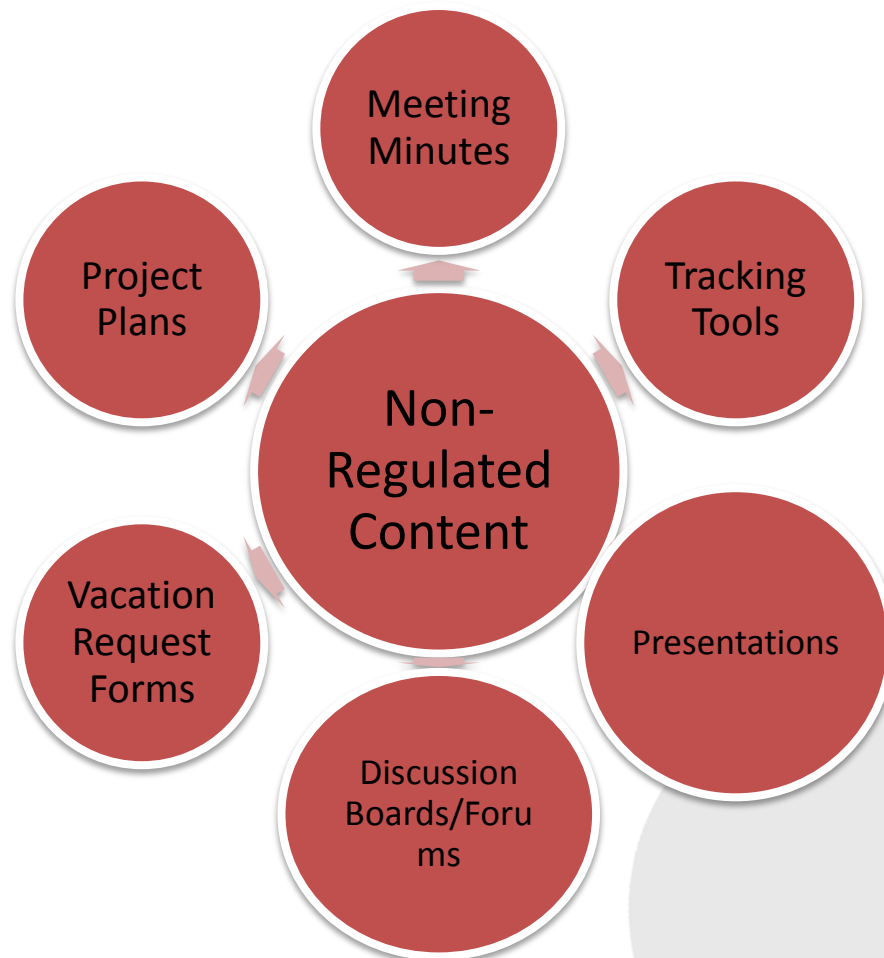 Meeting
Minutes
Project
Plans
Tracking
Tools
Non-
Regulated
Content
Vacation
Request
Forms
Presentations
Discussion
Boards/Foru
ms